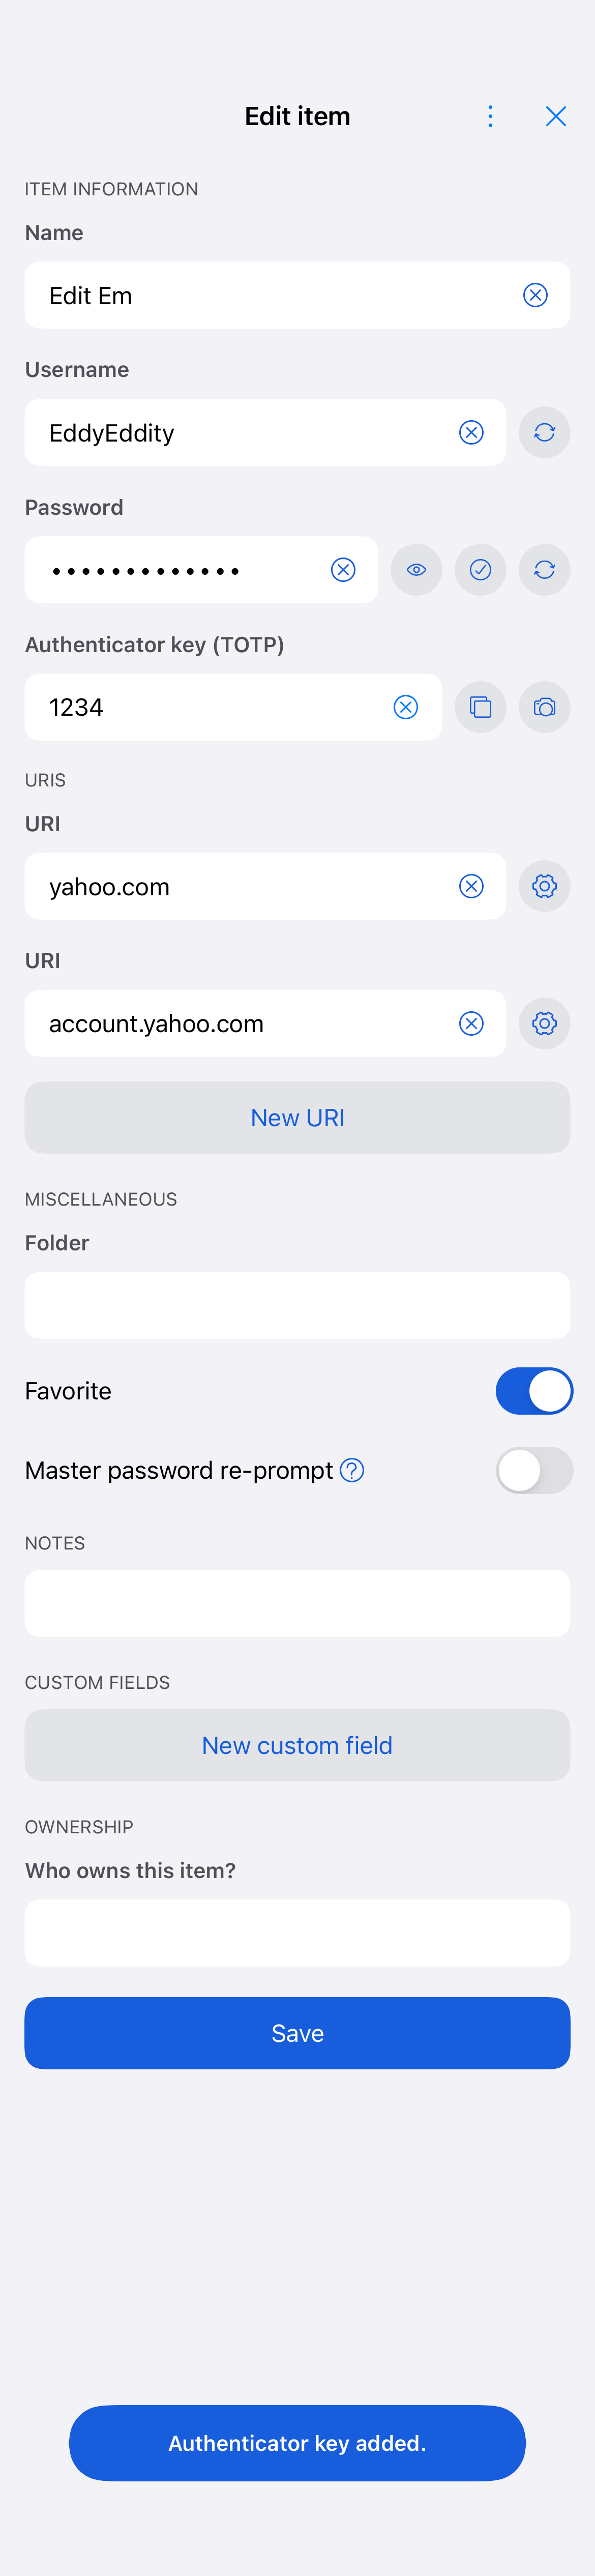 Edit item
ITEM INFORMATION
Name
Edit Em
Username
EddyEddity
Password
•••••••••••••
Authenticator key (TOTP)
1234
URIS
URI
yahoo.com
URI
account.yahoo.com
New URI
MISCELLANEOUS
Folder
Favorite
Master password re-prompt
NOTES
CUSTOM FIELDS
New custom field
OWNERSHIP
Who owns this item?
Save
Authenticator key added.